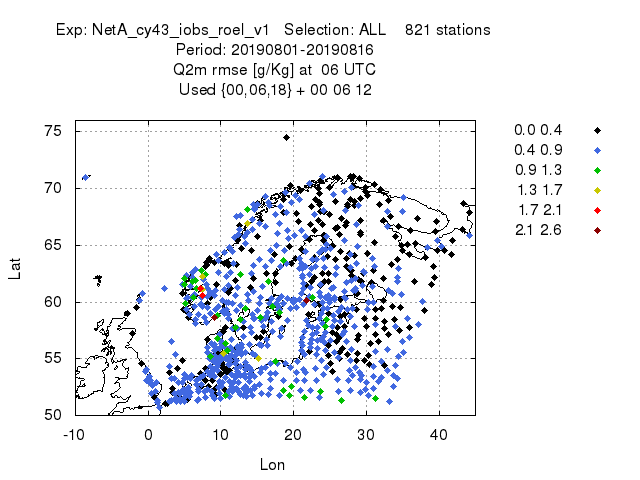 Exp: NetA_cy43_iobs_roel_v1 Selection: ALL 821 stations
Period: 20190801-20190816
Q2m rmse [g/Kg] at 06 UTC
Used {00,06,18} + 00 06 12
75
70
65
60
55
50
Lat
-10 0 10 20 30 40
Lon
0.0 0.4
0.4 0.9
0.9 1.3
1.3 1.7
1.7 2.1
2.1 2.6